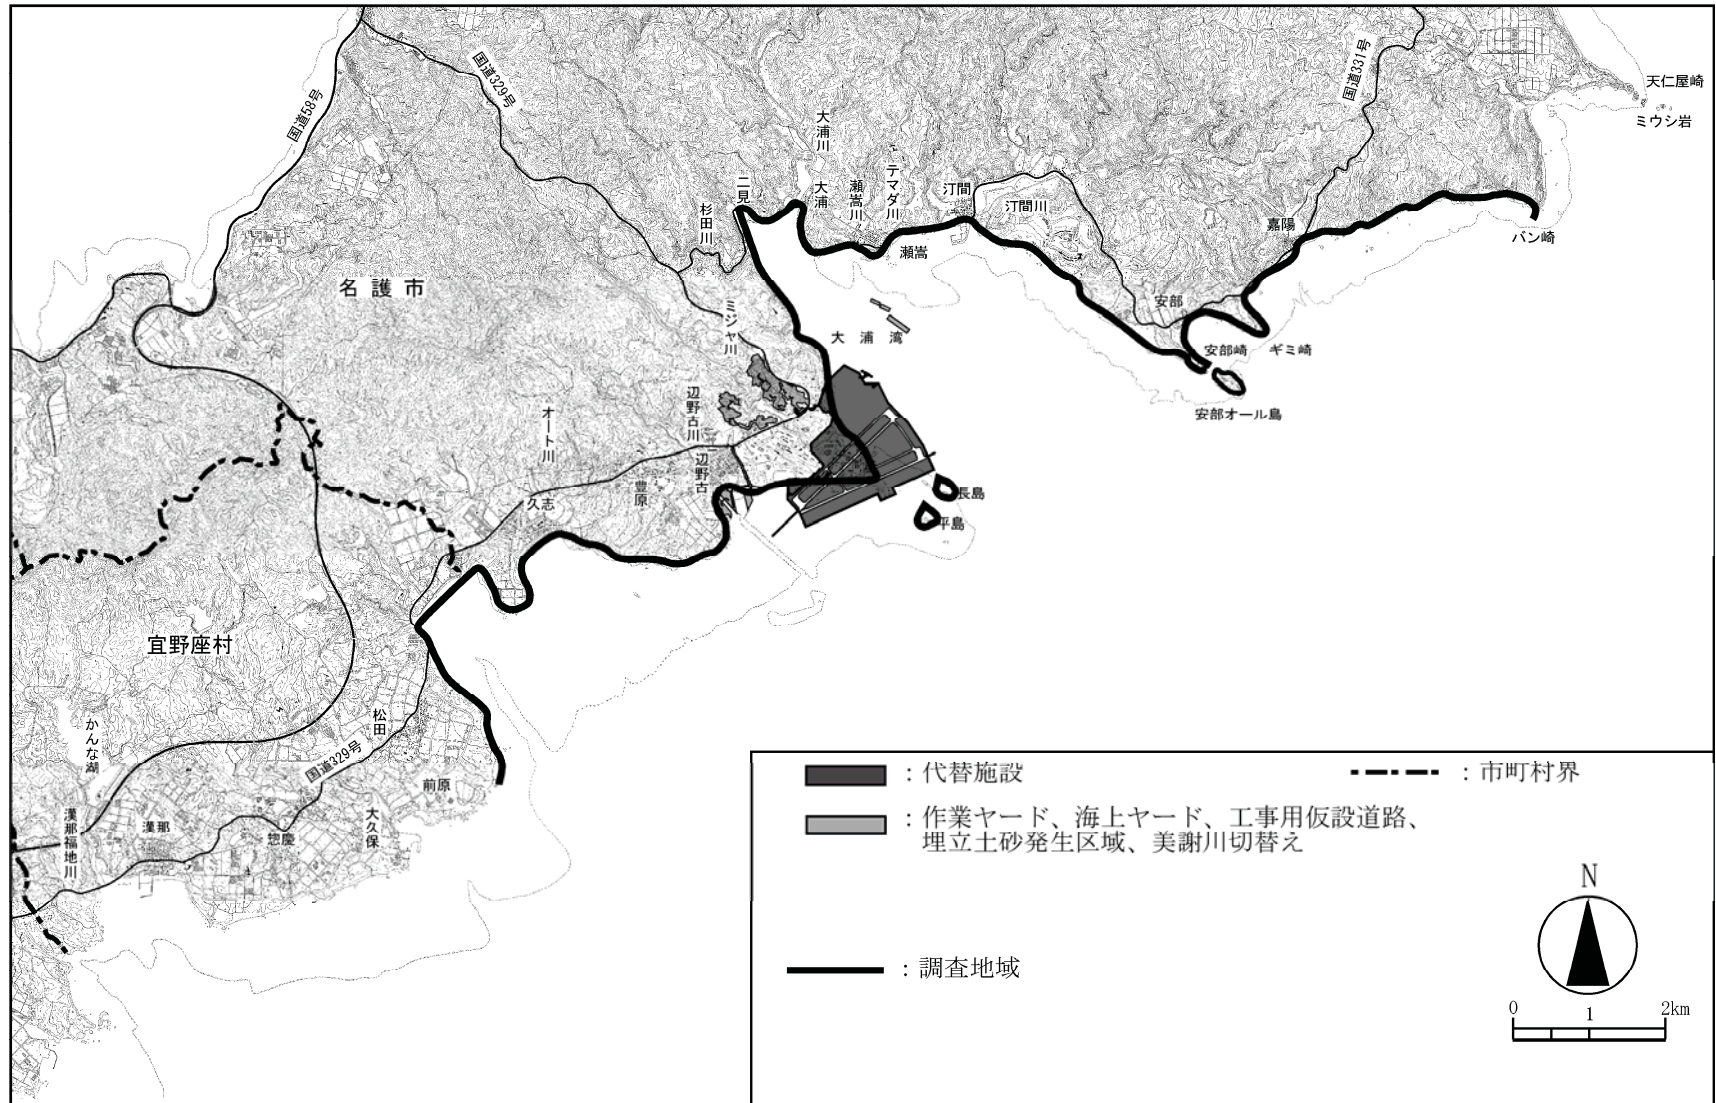 国道58号
国道329号
国道331号
天仁屋崎
ミウシ岩
バン崎
大浦川
二見
大浦
瀬嵩川
テマダ川
汀間
汀間川
杉田川
瀬嵩
嘉陽
名護市
ミジャ川
大浦湾
安部
安部崎
ギミ崎
安部オール島
辺野古川
オート川
辺野古
豊原
久志
長島
平島
宜野座村
かんな湖
松田
国道329号
前原
大久保
漢那福地川
漢那
惣慶
:代替施設
:市町村界
:作業ヤード、海上ヤード、工事用仮設道路、
埋立土砂発生区域、美謝川切替え
:調査地域
N
0 1 2km